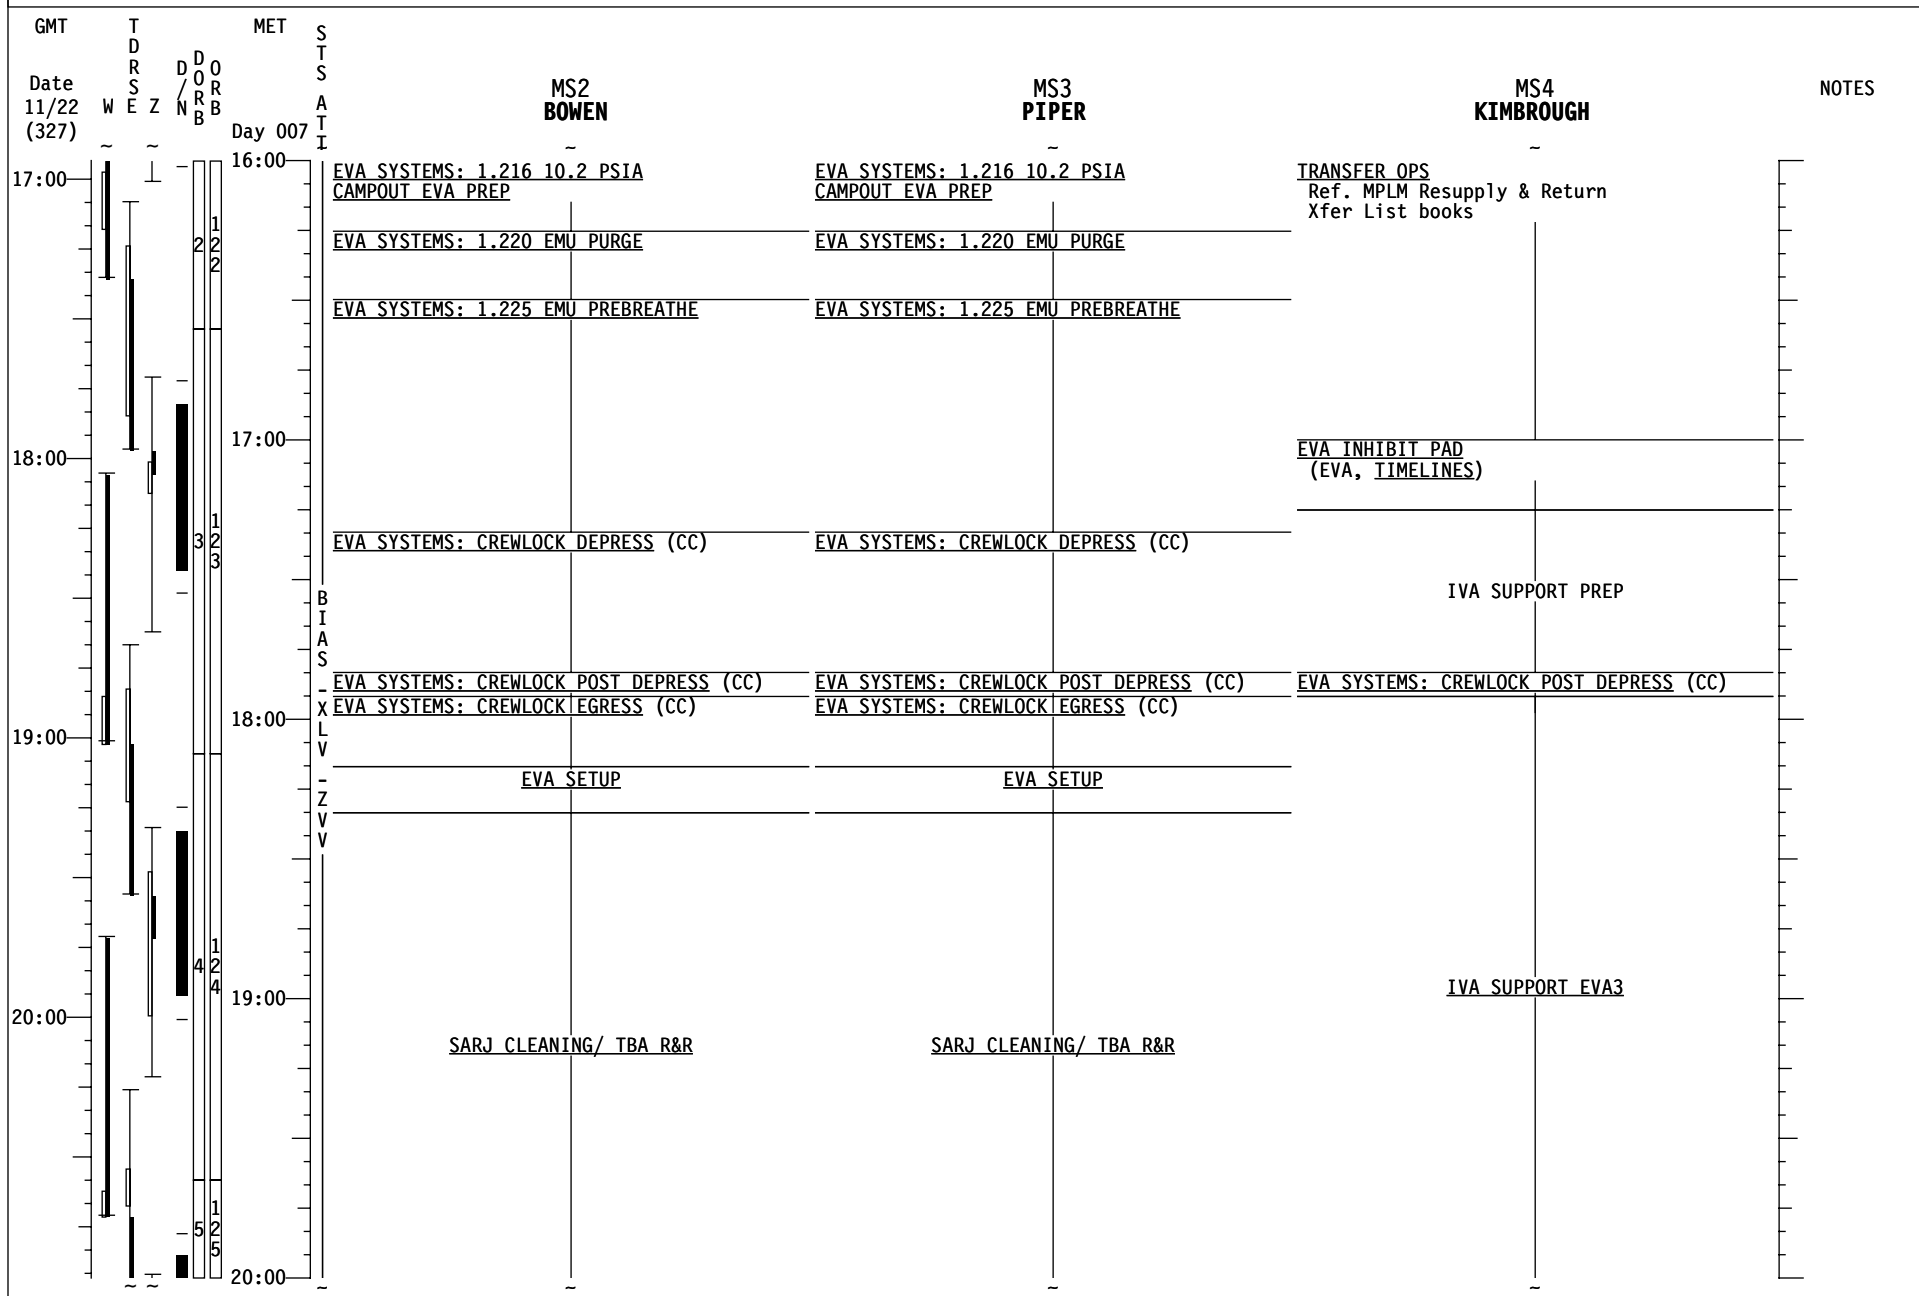 GMT
TDRS
MET
STS ATT
Date
11/22
(327)
W E Z
D/N
DORB
ORB
Day 007
MS2
BOWEN
MS3
PIPER
MS4
KIMBROUGH
NOTES
~ ~ ~ ~ ~
16:00
EVA SYSTEMS: 1.216 10.2 PSIA
CAMPOUT EVA PREP
EVA SYSTEMS: 1.216 10.2 PSIA
CAMPOUT EVA PREP
TRANSFER OPS
Ref. MPLM Resupply & Return
Xfer List books
17:00
2
122
EVA SYSTEMS: 1.220 EMU PURGE
EVA SYSTEMS: 1.220 EMU PURGE
EVA SYSTEMS: 1.225 EMU PREBREATHE
EVA SYSTEMS: 1.225 EMU PREBREATHE
17:00
EVA INHIBIT PAD
(EVA, TIMELINES)
18:00
3
123
EVA SYSTEMS: CREWLOCK DEPRESS (CC)
EVA SYSTEMS: CREWLOCK DEPRESS (CC)
IVA SUPPORT PREP
BIAS -XLV -ZVV
EVA SYSTEMS: CREWLOCK POST DEPRESS (CC)
EVA SYSTEMS: CREWLOCK POST DEPRESS (CC)
EVA SYSTEMS: CREWLOCK POST DEPRESS (CC)
EVA SYSTEMS: CREWLOCK EGRESS (CC)
EVA SYSTEMS: CREWLOCK EGRESS (CC)
18:00
19:00
EVA SETUP
EVA SETUP
4
124
19:00
IVA SUPPORT EVA3
20:00
SARJ CLEANING/ TBA R&R
SARJ CLEANING/ TBA R&R
5
125
20:00
~ ~ ~ ~ ~ ~